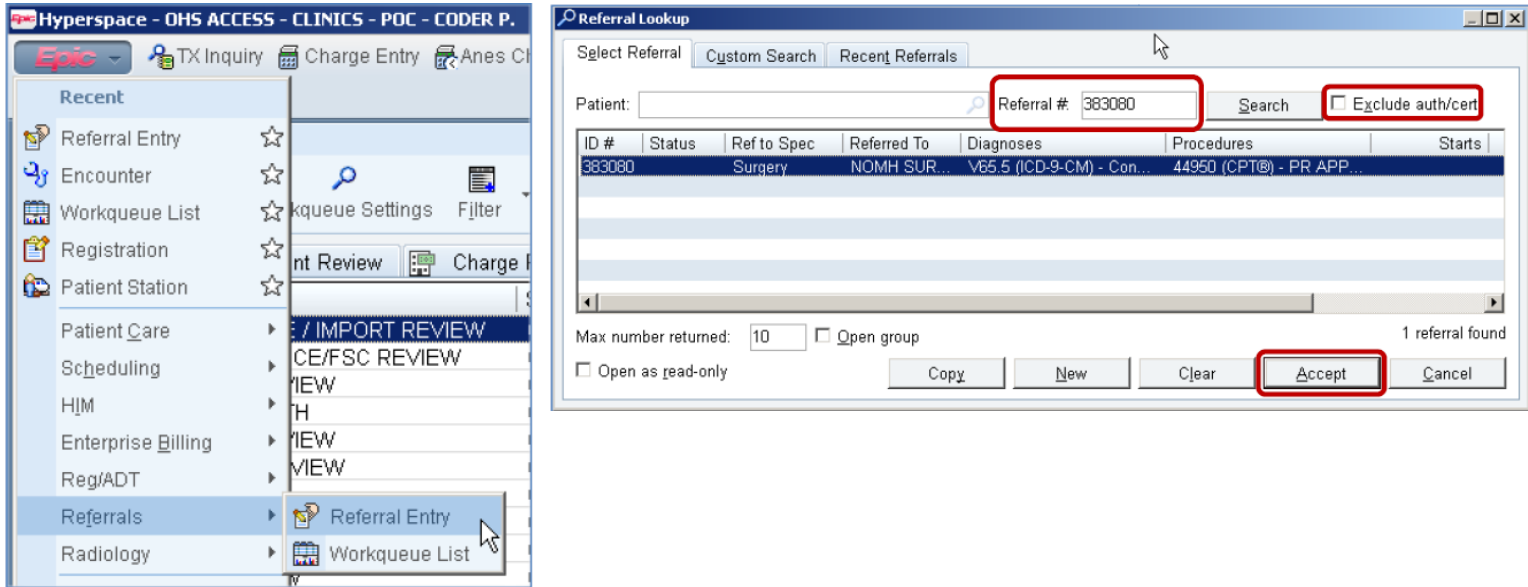 Epic Hyperspace - OHS ACCESS - CLINICS - POC - CODER P.
Epic TX Inquiry Charge Entry Anes Ch
Recent
Referral Entry
Encounter
Workqueue List
Registration
Patient Station
Patient Care
Scheduling
HIM
Enterprise Billing
Reg/ADT
Referrals
Radiology
Referral Entry
Workqueue List
kqueue Settings Filter
nt Review Charge
E / IMPORT REVIEW
CE/FSC REVIEW
VIEW
TH
VIEW
VIEW
Referral Lookup
Select Referral Custom Search Recent Referrals
Patient: Referral #: 383080 Search Exclude auth/cert
ID # Status Ref to Spec Referred To Diagnoses Procedures Starts
383080 Surgery NOMH SUR... V65.5 (ICD-9-CM) - Con... 44950 (CPT®) - PR APP...
Max number returned: 10 Open group 1 referral found
Open as read-only Copy New Clear Accept Cancel